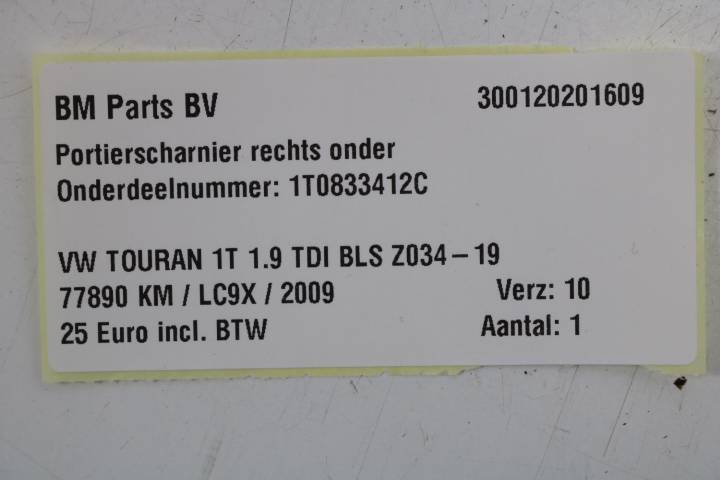 BM Parts BV 300120201609
Portierscharnier rechts onder
Onderdeelnummer: 1T0833412C
VW TOURAN 1T 1.9 TDI BLS Z034-19
77890 KM / LC9X / 2009 Verz: 10
25 Euro incl. BTW Aantal: 1